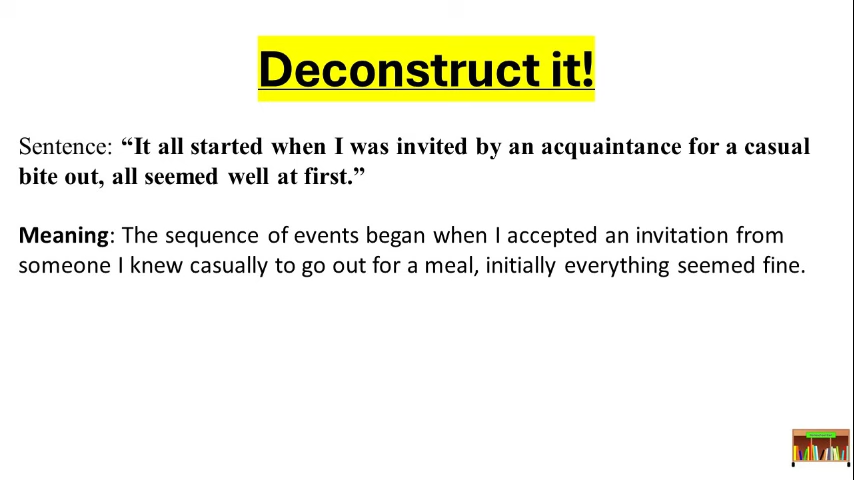 Deconstruct it!
Sentence: “It all started when I was invited by an acquaintance for a casual
bite out, all seemed well at first.”
Meaning: The sequence of events began when I accepted an invitation from
someone I knew casually to go out for a meal, initially everything seemed fine.